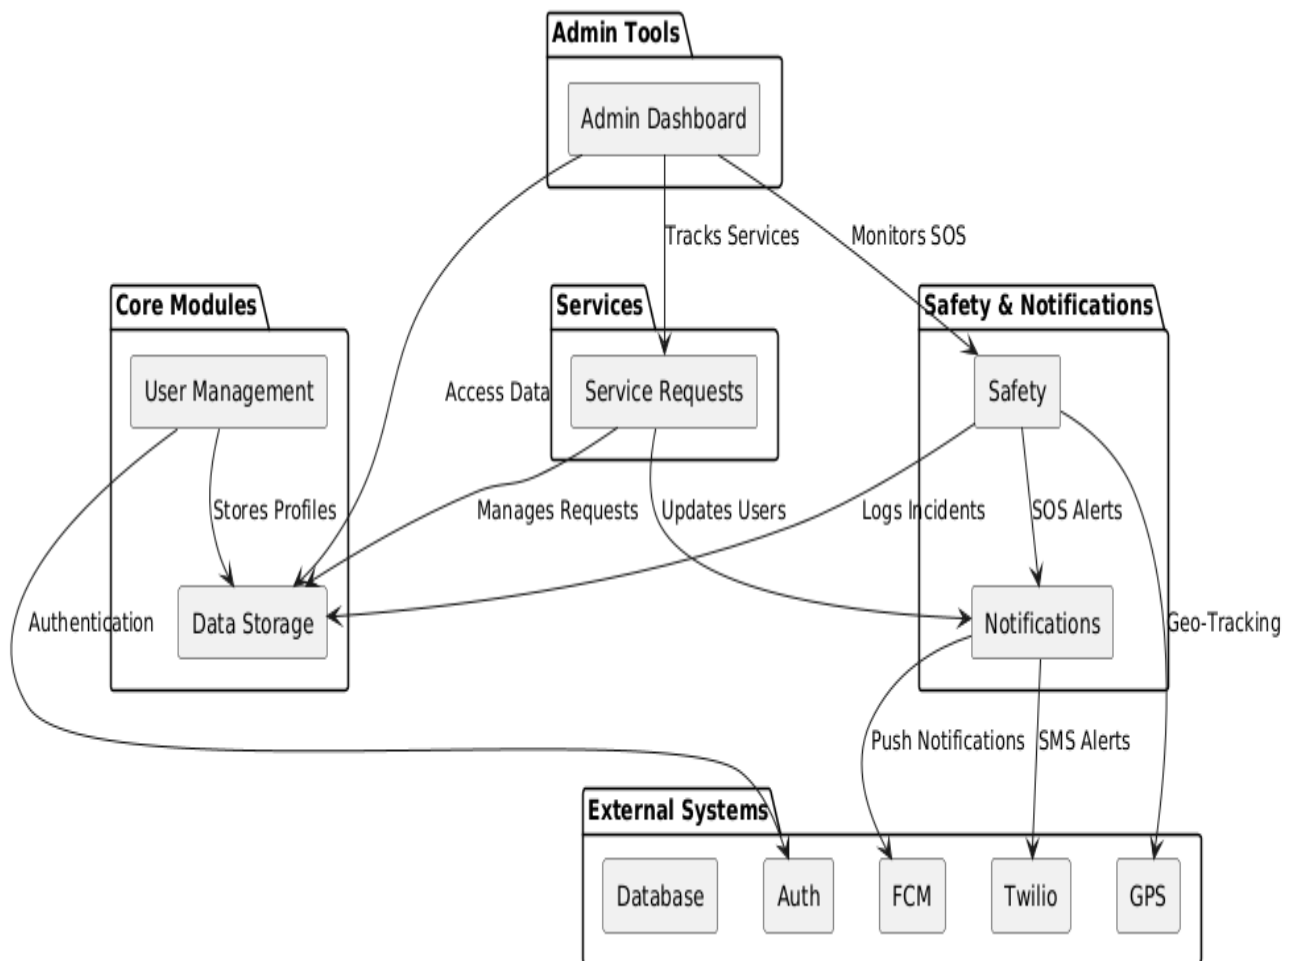 Admin Tools
Admin Dashboard
Tracks Services
Monitors SOS
Core Modules
Services
Safety & Notifications
User Management
Access Data
Service Requests
Safety
Stores Profiles
Manages Requests
Updates Users
Logs Incidents
SOS Alerts
Authentication
Data Storage
Notifications
Geo-Tracking
Push Notifications
SMS Alerts
External Systems
Database
Auth
FCM
Twilio
GPS